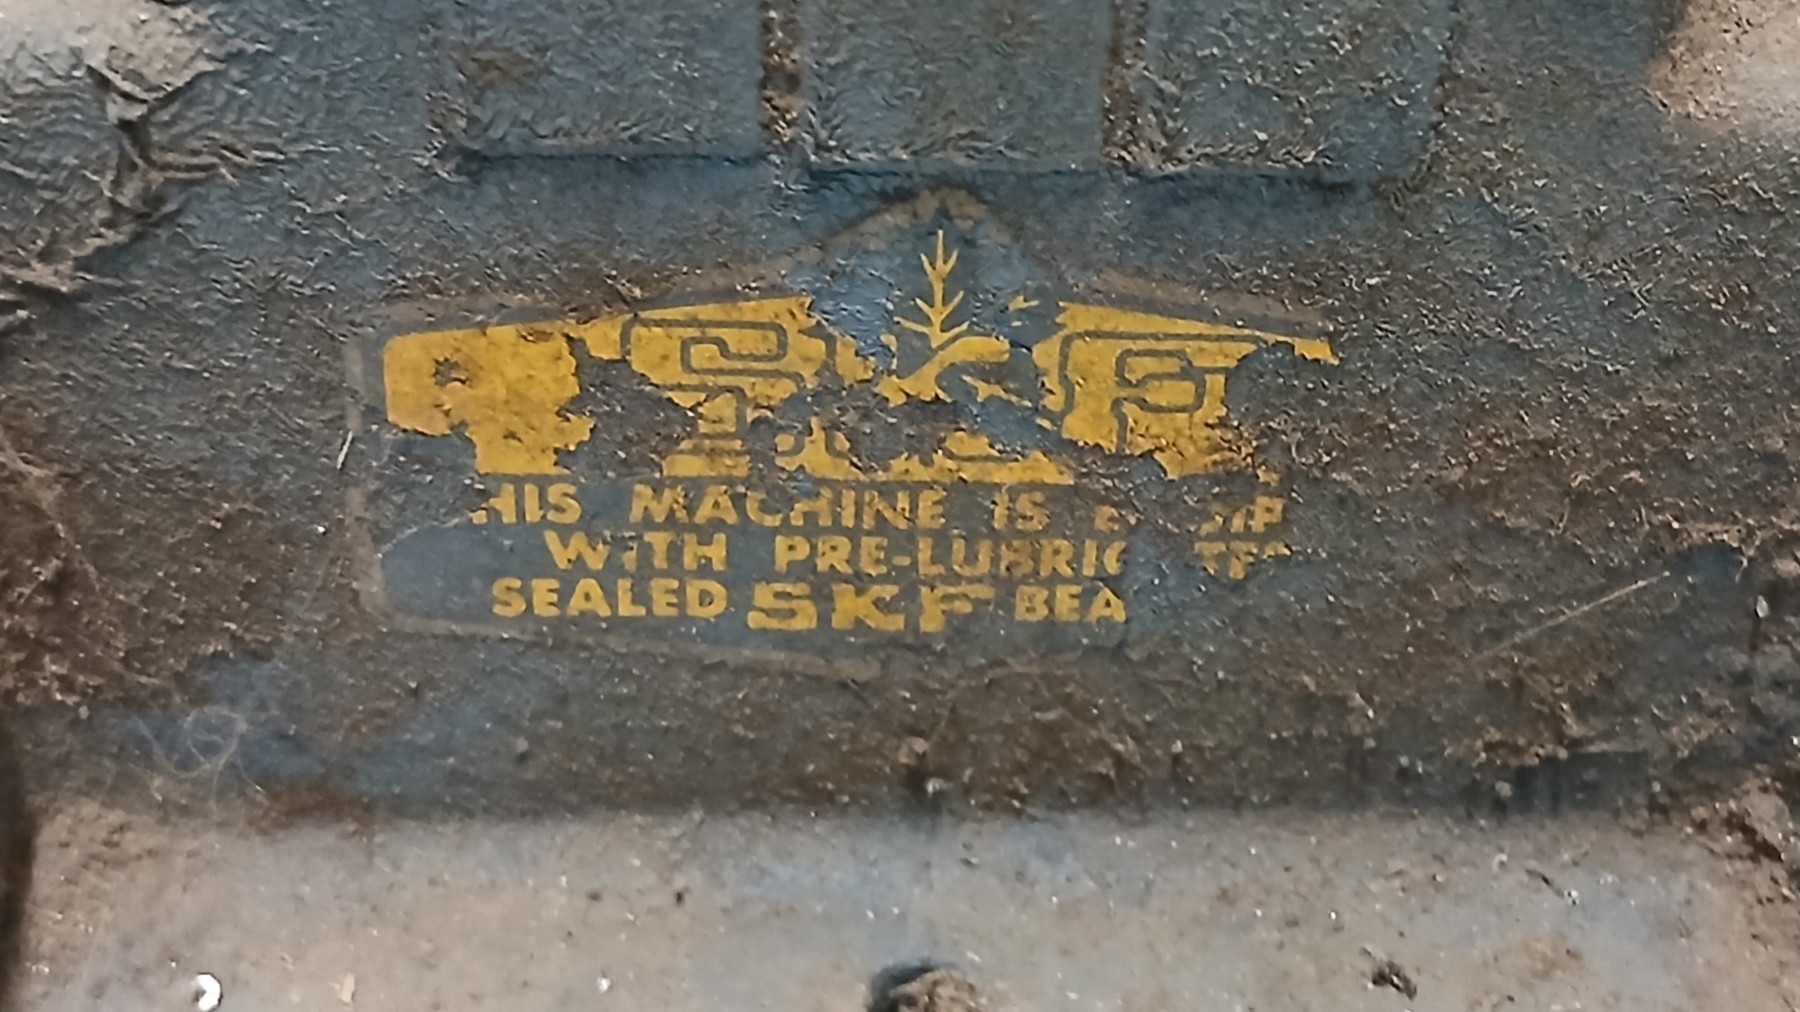 SKF
HIS MACHINE IS
WITH PRE-LUBRIC
SEALED SKF BEA